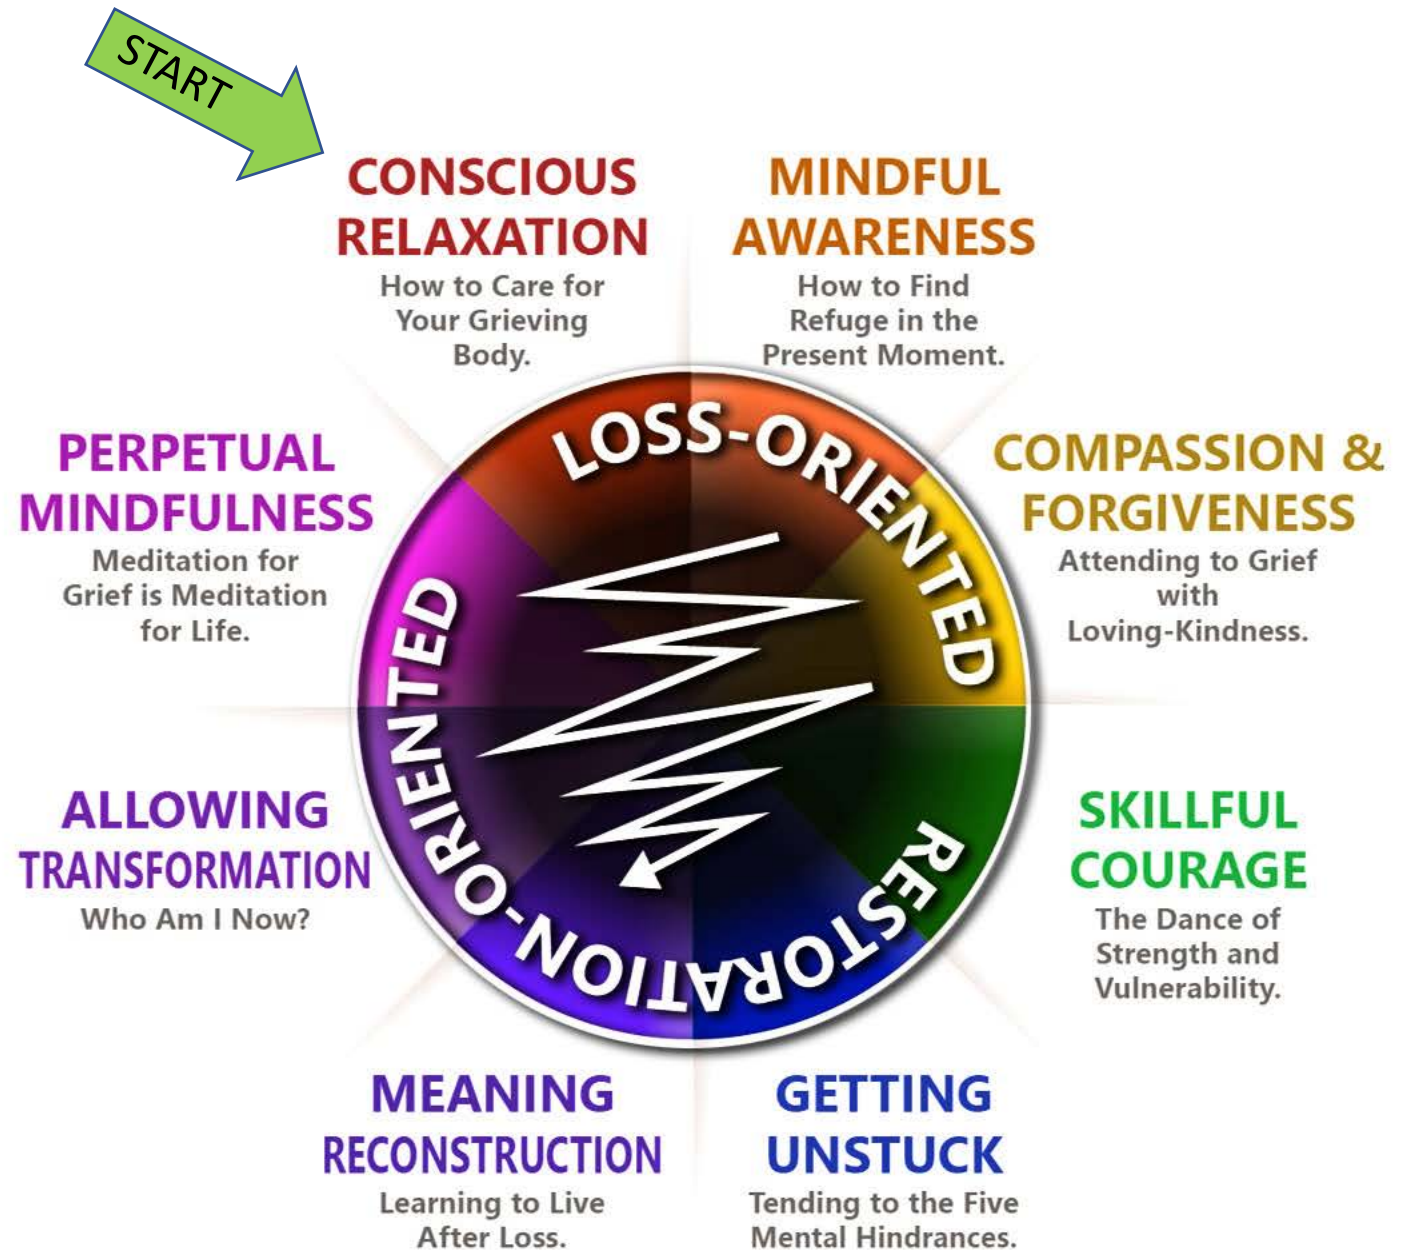 START
CONSCIOUS
RELAXATION
How to Care for
Your Grieving
Body.
MINDFUL
AWARENESS
How to Find
Refuge in the
Present Moment.
COMPASSION &
FORGIVENESS
Attending to Grief
with
Loving-Kindness.
SKILLFUL
COURAGE
The Dance of
Strength and
Vulnerability.
GETTING
UNSTUCK
Tending to the Five
Mental Hindrances.
MEANING
RECONSTRUCTION
Learning to Live
After Loss.
ALLOWING
TRANSFORMATION
Who Am I Now?
PERPETUAL
MINDFULNESS
Meditation for
Grief is Meditation
for Life.
LOSS-ORIENTED
RESTORATION-ORIENTED